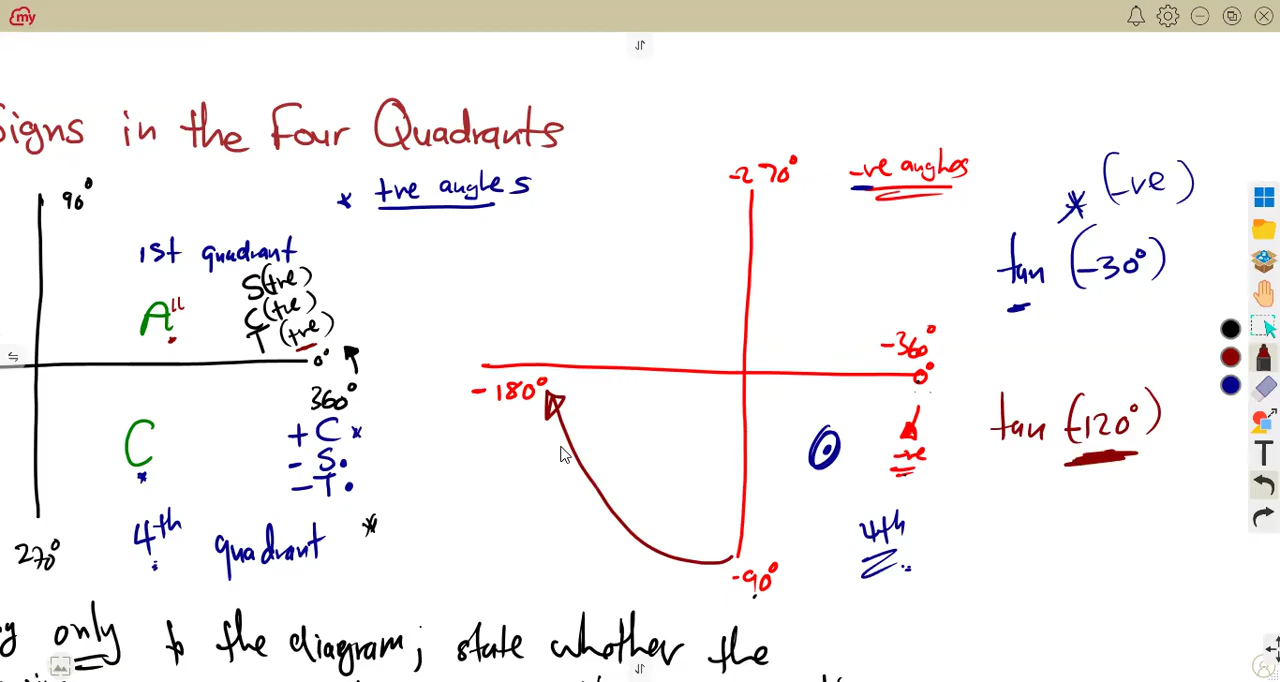 my
Signs in the Four Quadrants
90°
* +ve angles
1st quadrant
S(+ve)
C(+ve)
T(+ve)
A"
0°
360°
C
+ C *
- S.
- T.
4th quadrant *
270°
-270°
-ve angles
-360°
0°
-180°
-ve
4th
-90°
* (-ve)
tan (-30°)
tan (-120°)
only to the diagram; state whether the